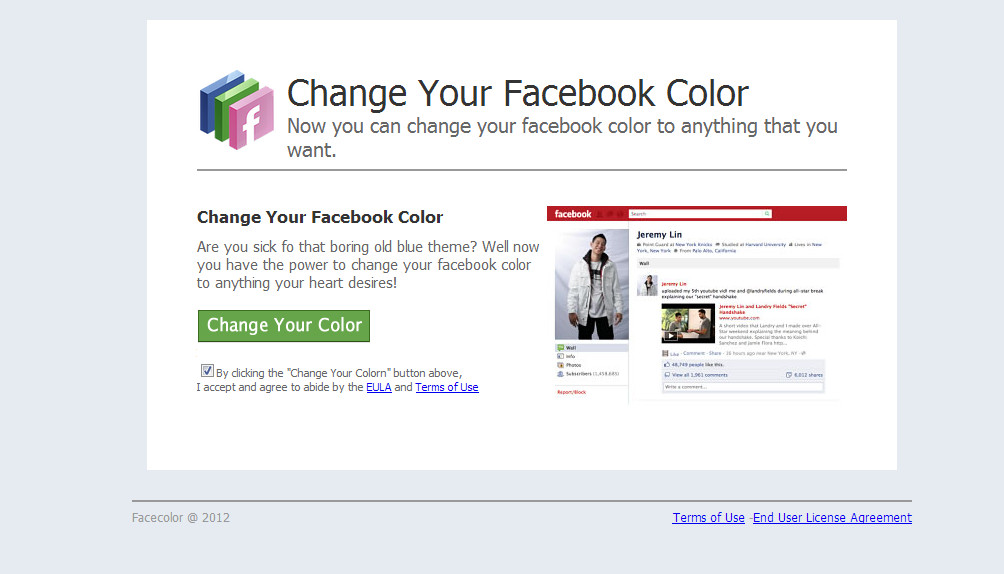 Change Your Facebook Color
Now you can change your facebook color to anything that you
want.
Change Your Facebook Color
Are you sick fo that boring old blue theme? Well now
you have the power to change your facebook color
to anything your heart desires!
Change Your Color
By clicking the "Change Your Colorn" button above,
I accept and agree to abide by the EULA and Terms of Use
facebook
Search
Jeremy Lin
Point Guard at New York Knicks Studied at Harvard University Lives in New
York, New York From Palo Alto, California
Wall
Jeremy Lin
uploaded my 5th youtube vid! me and @landryfields during all-star break
explaining our "secret" handshake
Jeremy Lin and Landry Fields "Secret"
Handshake
www.youtube.com
A short video that Landry and I made over All-
Star weekend explaining the meaning behind
our handshake. Special thanks to
Sanchez and Jamie
Like · Comment · Share · 26 hours ago near New York, NY ·
48,749 people like this.
View all 1,961 comments
6,012 shares
Write a comment...
Wall
Info
Photos
Subscribers
Report/Block
Facecolor @ 2012
Terms of Use -End User License Agreement